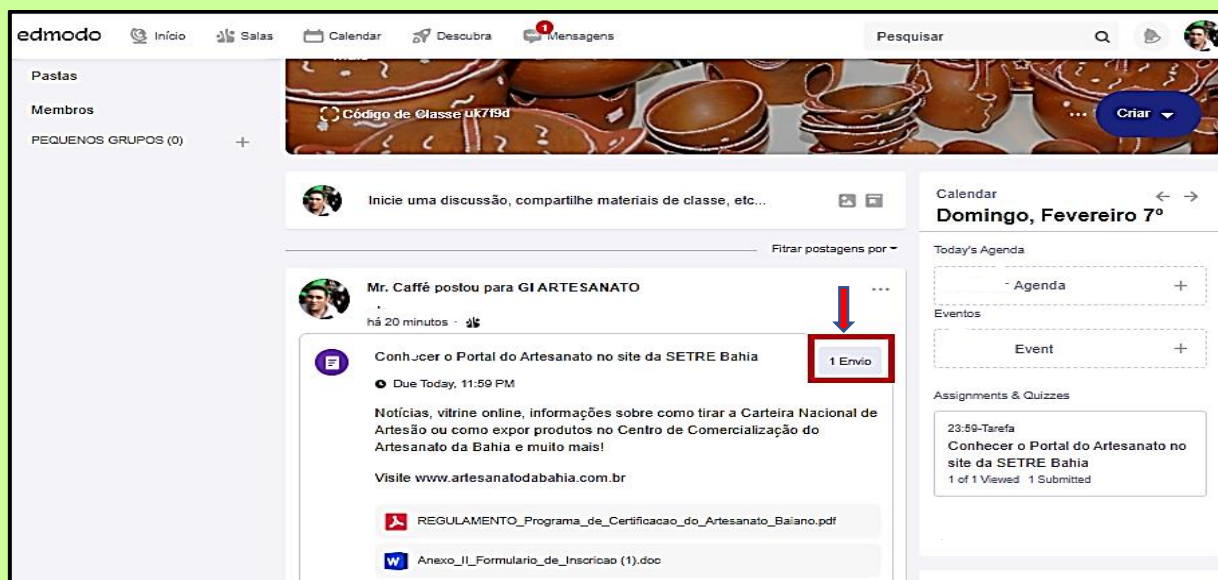 edmodo
Início
Salas
Calendar
Descubra
1
Mensagens
Pesquisar
Pastas
Membros
PEQUENOS GRUPOS (0) +
Código de Classe uk7f9d
... Criar
Inicie uma discussão, compartilhe materiais de classe, etc...
Fitrar postagens por
Mr. Caffé postou para GI ARTESANATO
...
há 20 minutos ·
Conhecer o Portal do Artesanato no site da SETRE Bahia
1 Envio
Due Today, 11:59 PM
Notícias, vitrine online, informações sobre como tirar a Carteira Nacional de
Artesão ou como expor produtos no Centro de Comercialização do
Artesanato da Bahia e muito mais!
Visite www.artesanatodabahia.com.br
REGULAMENTO_Programa_de_Certificacao_do_Artesanato_Baiano.pdf
W Anexo_II_Formulario_de_Inscricao (1).doc
Calendar
Domingo, Fevereiro 7º
Today's Agenda
Agenda +
Eventos
Event +
Assignments & Quizzes
23:59-Tarefa
Conhecer o Portal do Artesanato no
site da SETRE Bahia
1 of 1 Viewed 1 Submitted